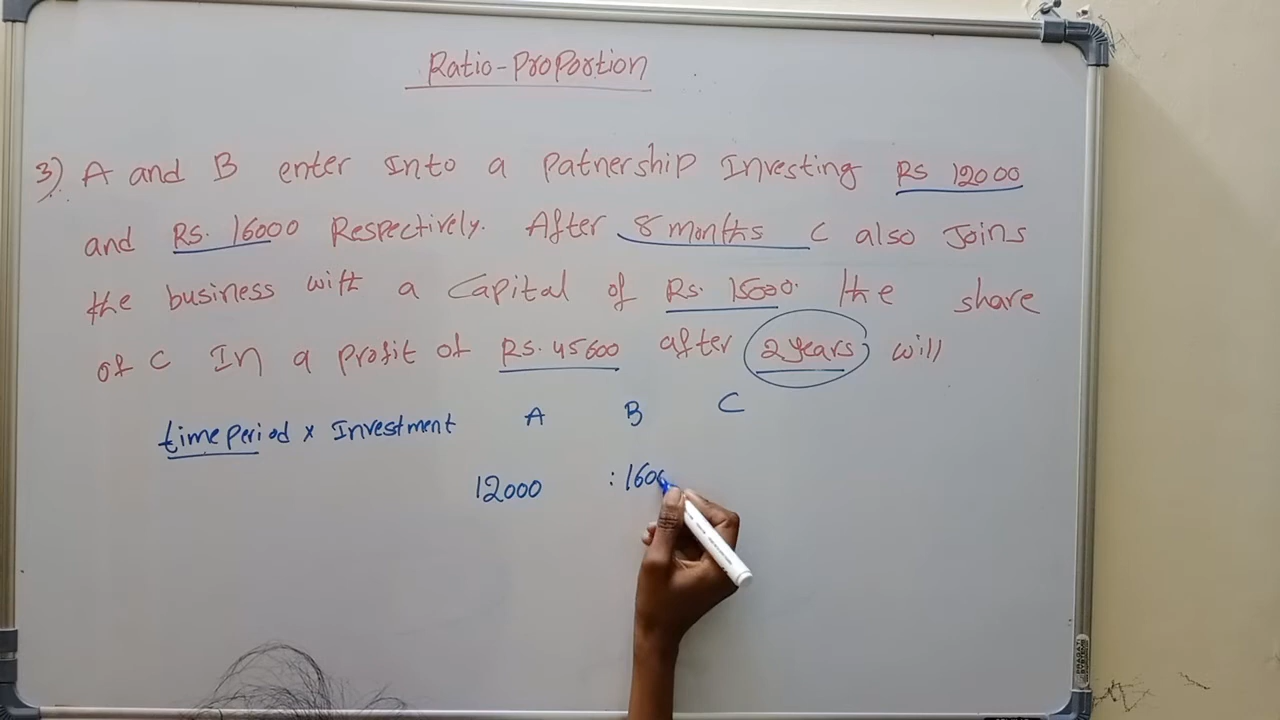 Ratio-Proportion
3) A and B enter Into a Patnership Investing RS 12000
and RS. 16000 Respectively. After 8 months C also Joins
the business with a Capital of Rs. 15000. The share
of C In a Profit of RS. 45600 after 2 years will
time period x Investment A B C
12000 : 160